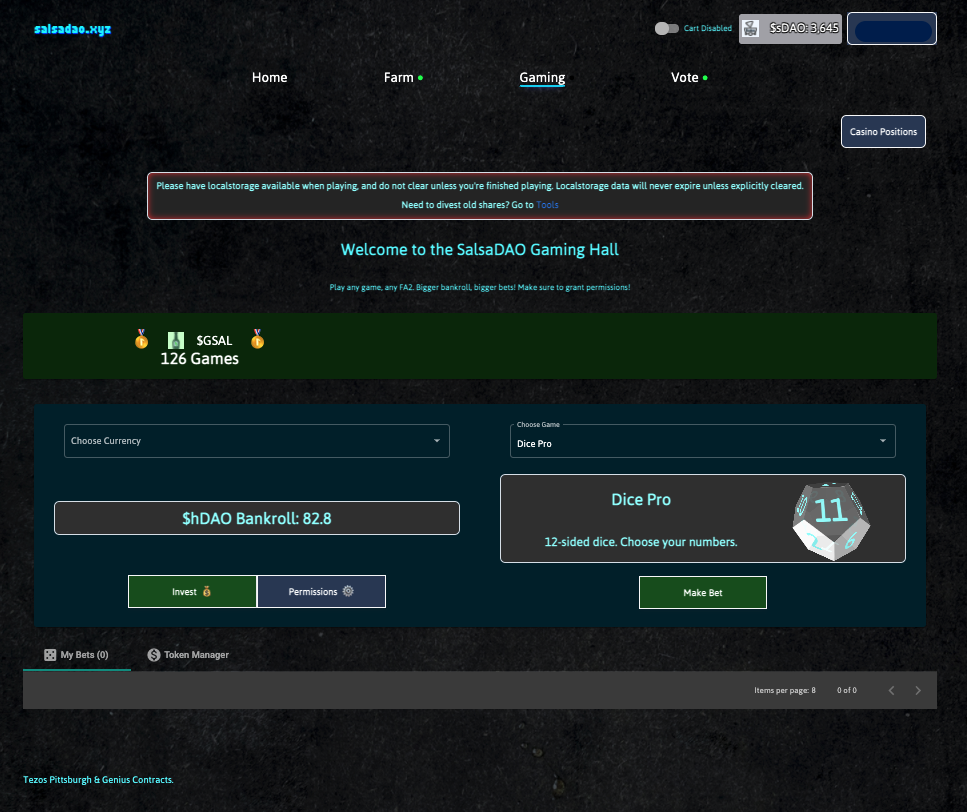 salsadao.xyz
Cart Disabled
$sDAO: 3,645
Home
Farm
Gaming
Vote
Casino Positions
Please have localstorage available when playing, and do not clear unless you're finished playing. Localstorage data will never expire unless explicitly cleared.
Need to divest old shares? Go to Tools
Welcome to the SalsaDAO Gaming Hall
Play any game, any FA2. Bigger bankroll, bigger bets! Make sure to grant permissions!
$GSAL
126 Games
Choose Currency
Choose Game
Dice Pro
$hDAO Bankroll: 82.8
Dice Pro
12-sided dice. Choose your numbers.
11
2
6
Invest
Permissions
Make Bet
My Bets (0)
Token Manager
Items per page: 8
0 of 0
Tezos Pittsburgh & Genius Contracts.